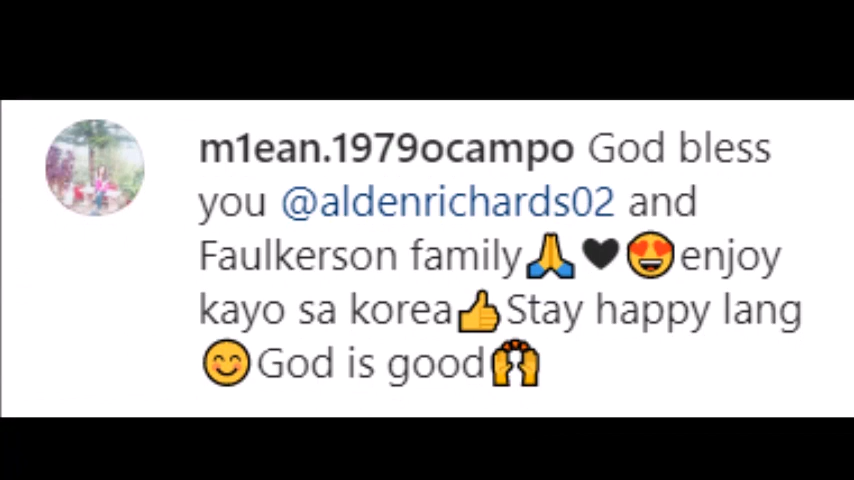 m1ean.1979ocampo God bless
you @aldenrichards02 and
Faulkerson family🙏🖤😍enjoy
kayo sa korea👍Stay happy lang
😊God is good🙌